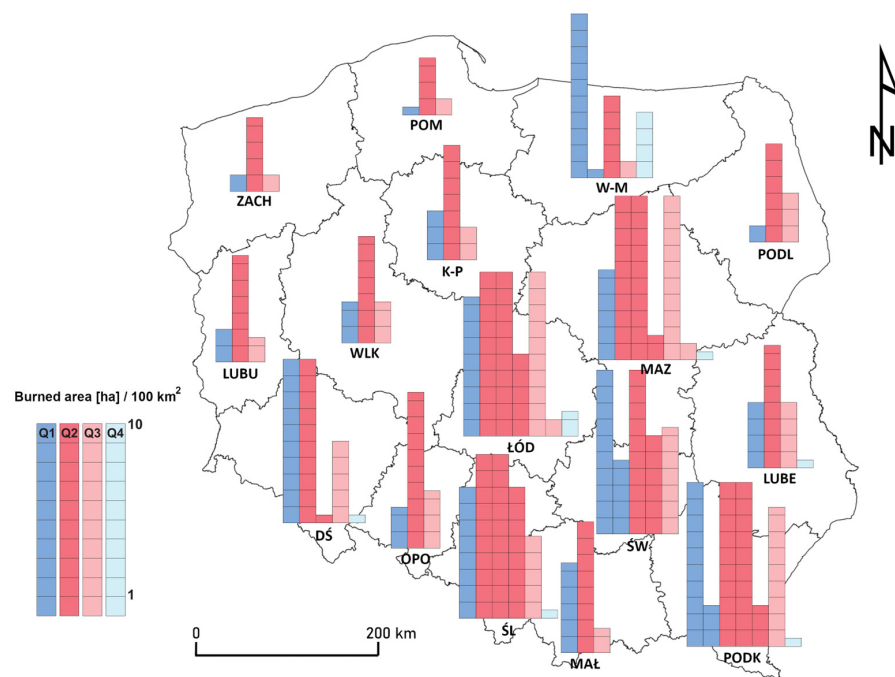 POM
W-M
N
ZACH
K-P
PODL
LUBU
WLK
MAZ
Burned area [ha] / 100 km²
Q1 Q2 Q3 Q4 10
1
ŁÓD
LUBE
DŚ
OPO
ŚW
ŚL
MAŁ
PODK
0 200 km